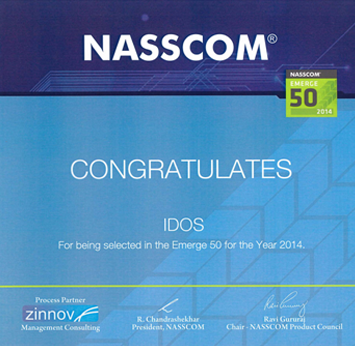 NASSCOM®
NASSCOM®
EMERGE
50
2014
CONGRATULATES
IDOS
For being selected in the Emerge 50 for the Year 2014.
Process Partner
zinnov
Management Consulting
R. Chandrashekhar
President, NASSCOM
Ravi Gururaj
Chair - NASSCOM Product Council